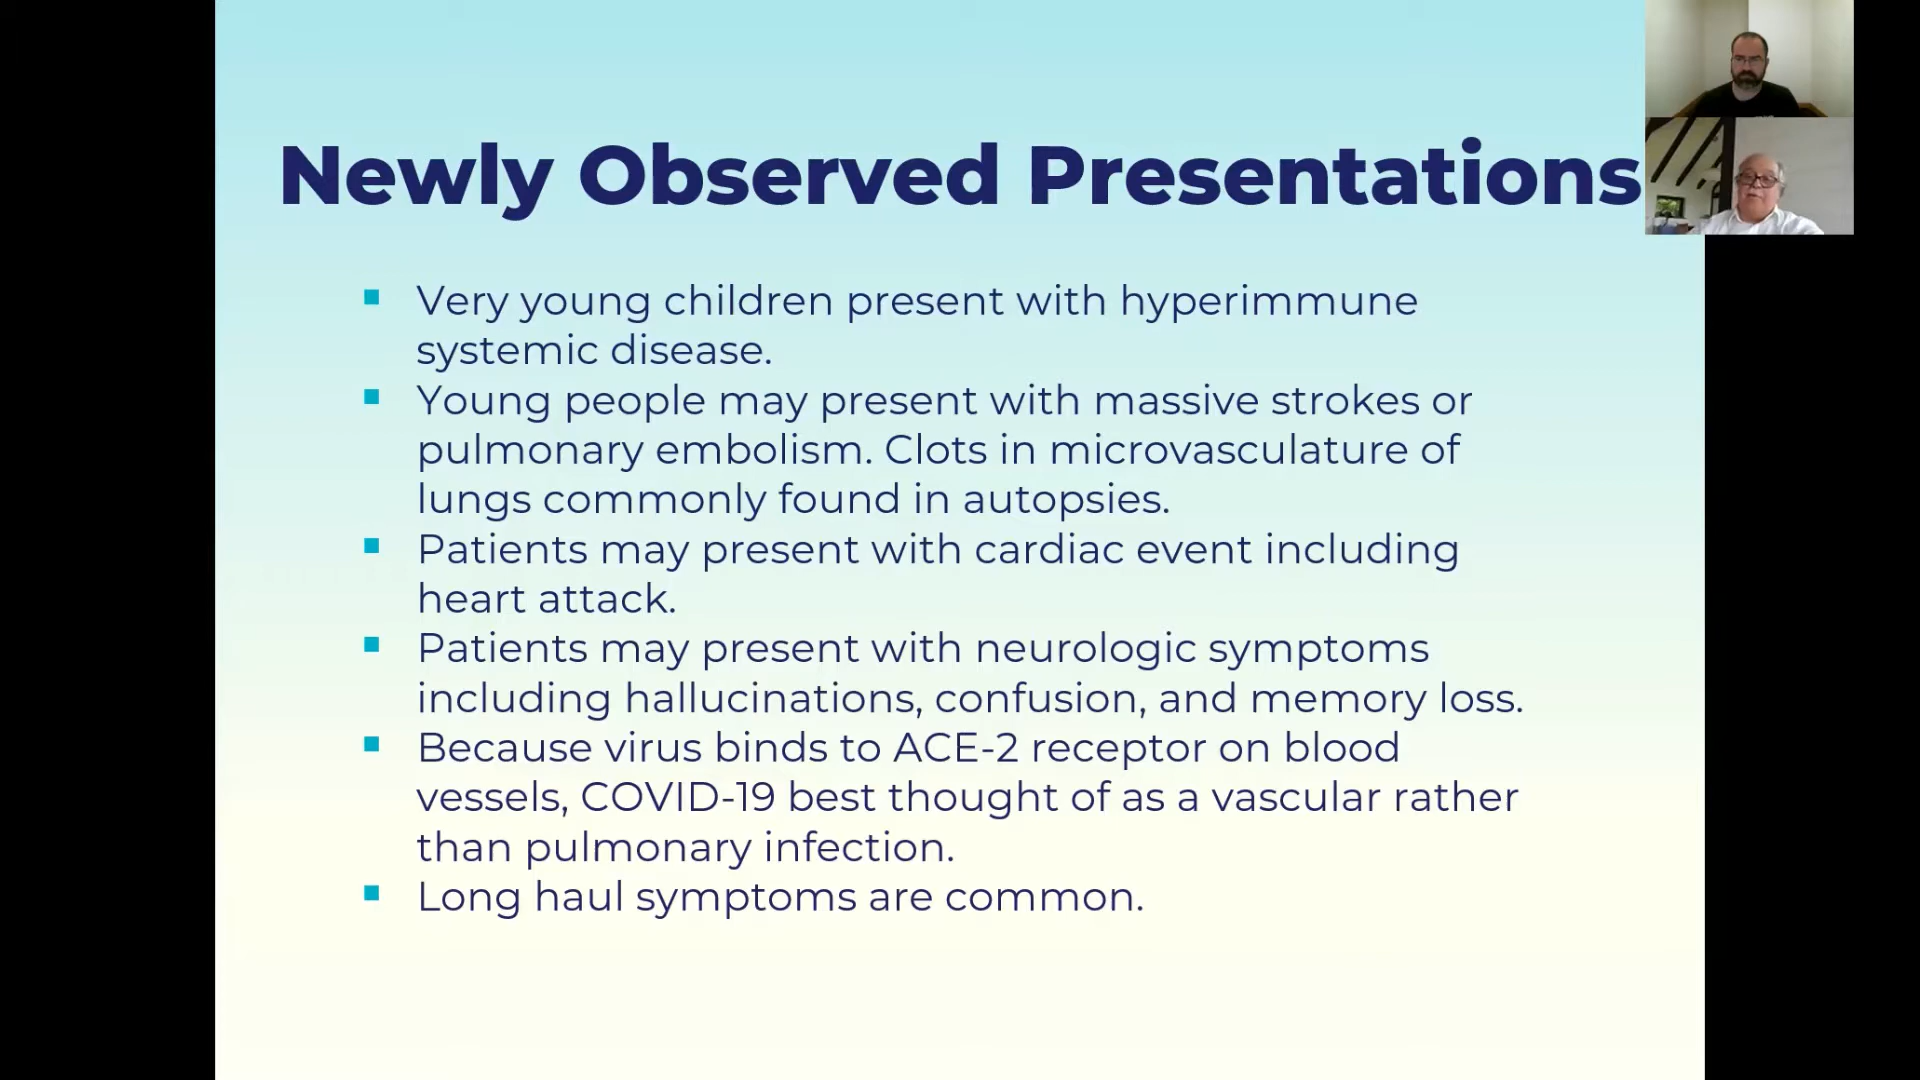 Newly Observed Presentations
Very young children present with hyperimmune
systemic disease.
Young people may present with massive strokes or
pulmonary embolism. Clots in microvasculature of
lungs commonly found in autopsies.
Patients may present with cardiac event including
heart attack.
Patients may present with neurologic symptoms
including hallucinations, confusion, and memory loss.
Because virus binds to ACE-2 receptor on blood
vessels, COVID-19 best thought of as a vascular rather
than pulmonary infection.
Long haul symptoms are common.